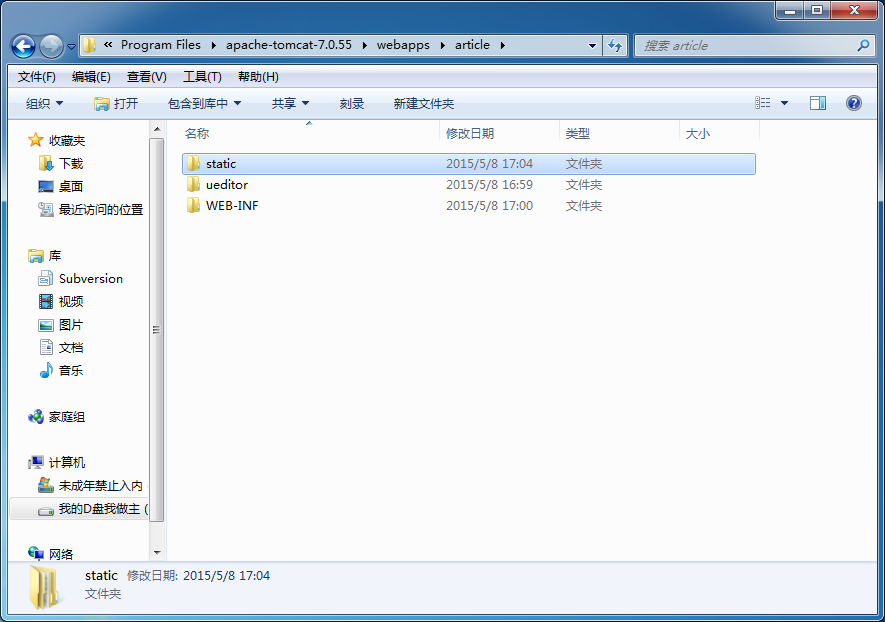 « Program Files ▸ apache-tomcat-7.0.55 ▸ webapps ▸ article ▸
搜索 article
文件(F) 编辑(E) 查看(V) 工具(T) 帮助(H)
组织 打开 包含到库中 共享 刻录 新建文件夹
名称 修改日期 类型 大小
收藏夹
下载
桌面
最近访问的位置
库
Subversion
视频
图片
文档
音乐
家庭组
计算机
未成年禁止入内
我的D盘我做主 (
网络
static 2015/5/8 17:04 文件夹
ueditor 2015/5/8 16:59 文件夹
WEB-INF 2015/5/8 17:00 文件夹
static 修改日期: 2015/5/8 17:04
文件夹